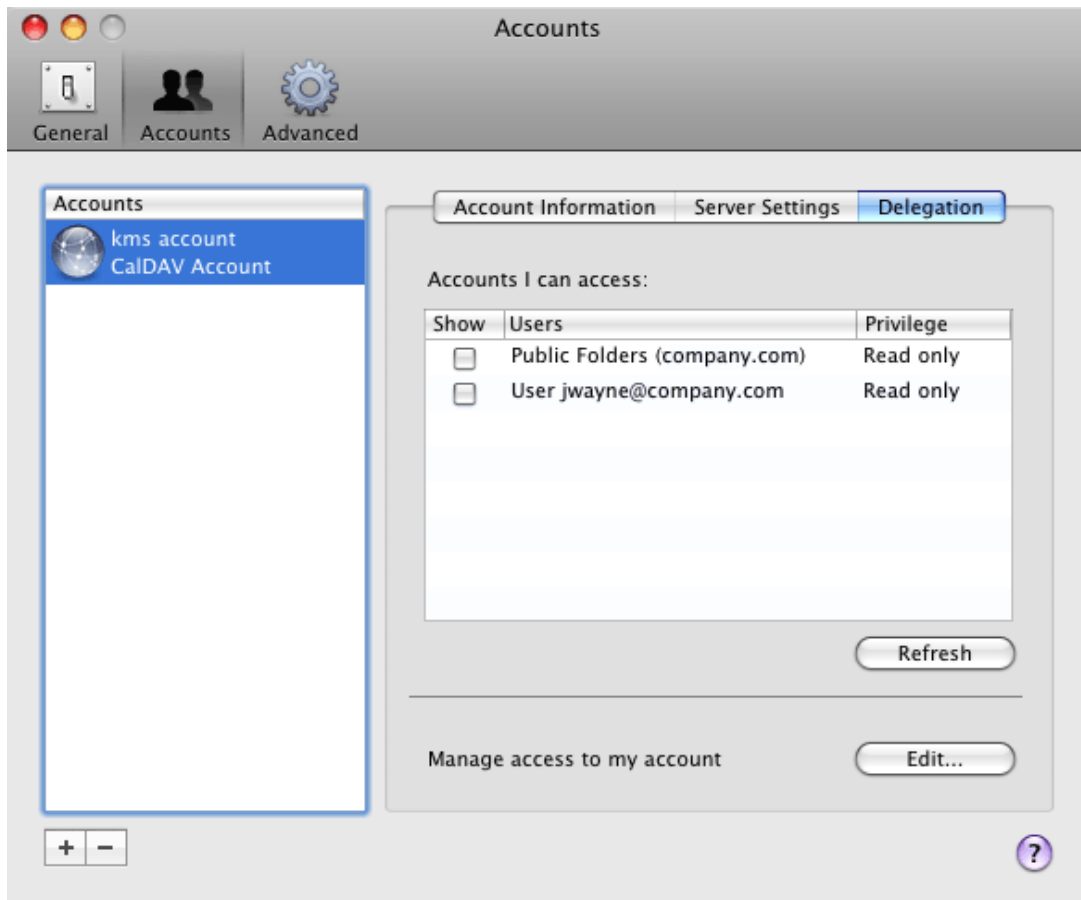 Accounts
General Accounts Advanced
Accounts
kms account
CalDAV Account
Account Information Server Settings Delegation
Accounts I can access:
Show Users Privilege
Public Folders (company.com) Read only
User jwayne@company.com Read only
Refresh
Manage access to my account Edit...
+ −
?